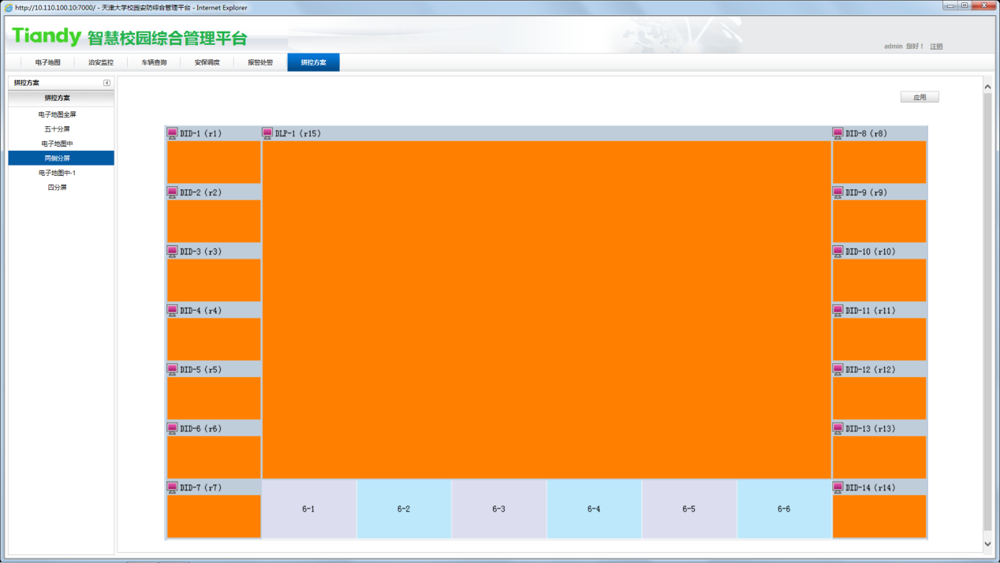 http://10.110.100.10:7000/ - 天津大学校园安防综合管理平台 - Internet Explorer
Tiandy 智慧校园综合管理平台
admin 您好！ 注销
电子地图 治安监控 车辆查询 安保调度 报警处警 拼控方案
拼控方案
拼控方案
电子地图全屏
五十分屏
电子地图中
两侧分屏
电子地图中-1
四分屏
应用
DID-1 (r1) DLP-1 (r15) DID-8 (r8)
DID-2 (r2) DID-9 (r9)
DID-3 (r3) DID-10 (r10)
DID-4 (r4) DID-11 (r11)
DID-5 (r5) DID-12 (r12)
DID-6 (r6) DID-13 (r13)
DID-7 (r7) DID-14 (r14)
6-1 6-2 6-3 6-4 6-5 6-6